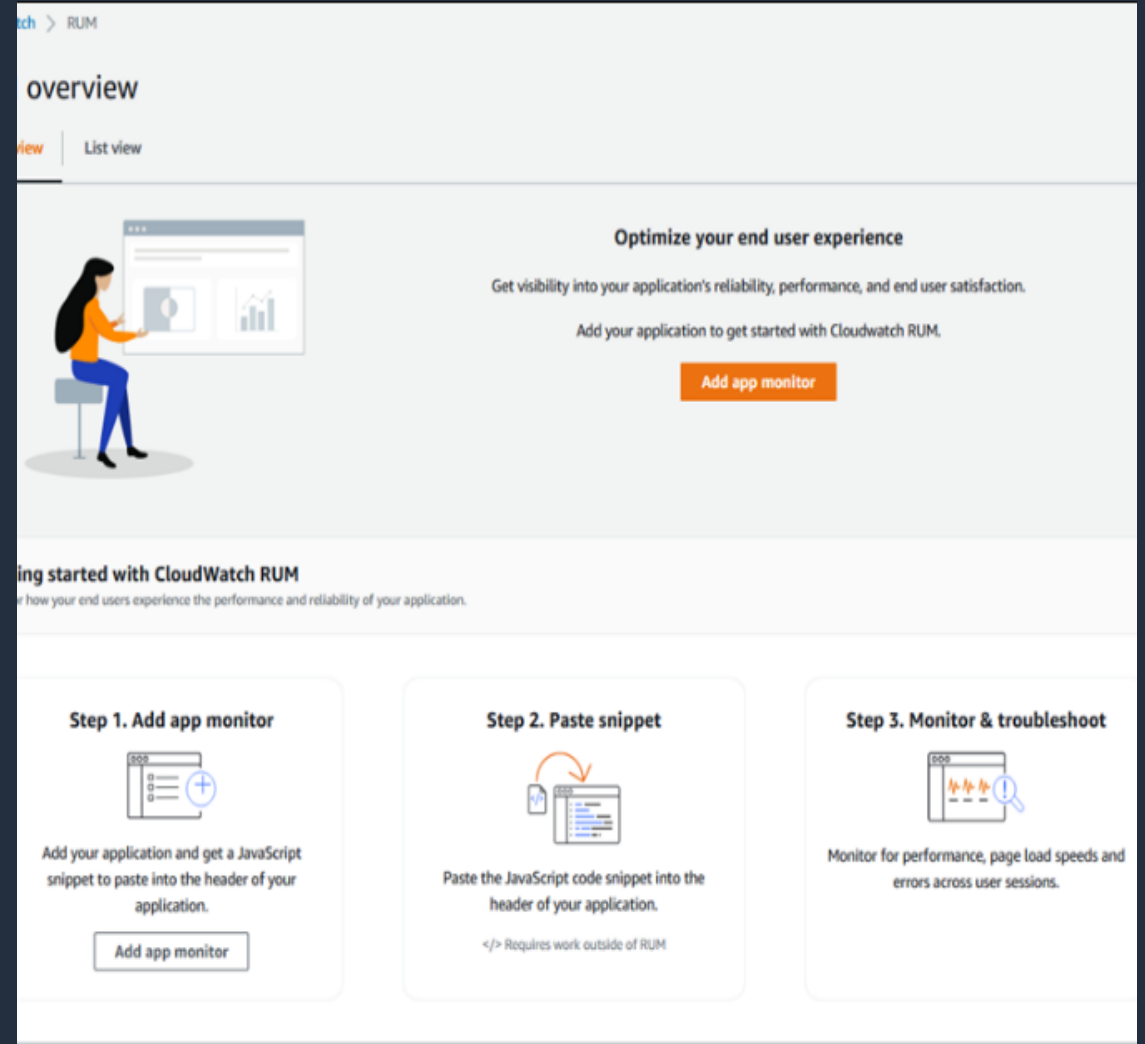 tch > RUM
overview
view
List view
Optimize your end user experience
Get visibility into your application's reliability, performance, and end user satisfaction.
Add your application to get started with Cloudwatch RUM.
Add app monitor
ing started with CloudWatch RUM
r how your end users experience the performance and reliability of your application.
Step 1. Add app monitor
Add your application and get a JavaScript
snippet to paste into the header of your
application.
Add app monitor
Step 2. Paste snippet
Paste the JavaScript code snippet into the
header of your application.
</> Requires work outside of RUM
Step 3. Monitor & troubleshoot
Monitor for performance, page load speeds and
errors across user sessions.